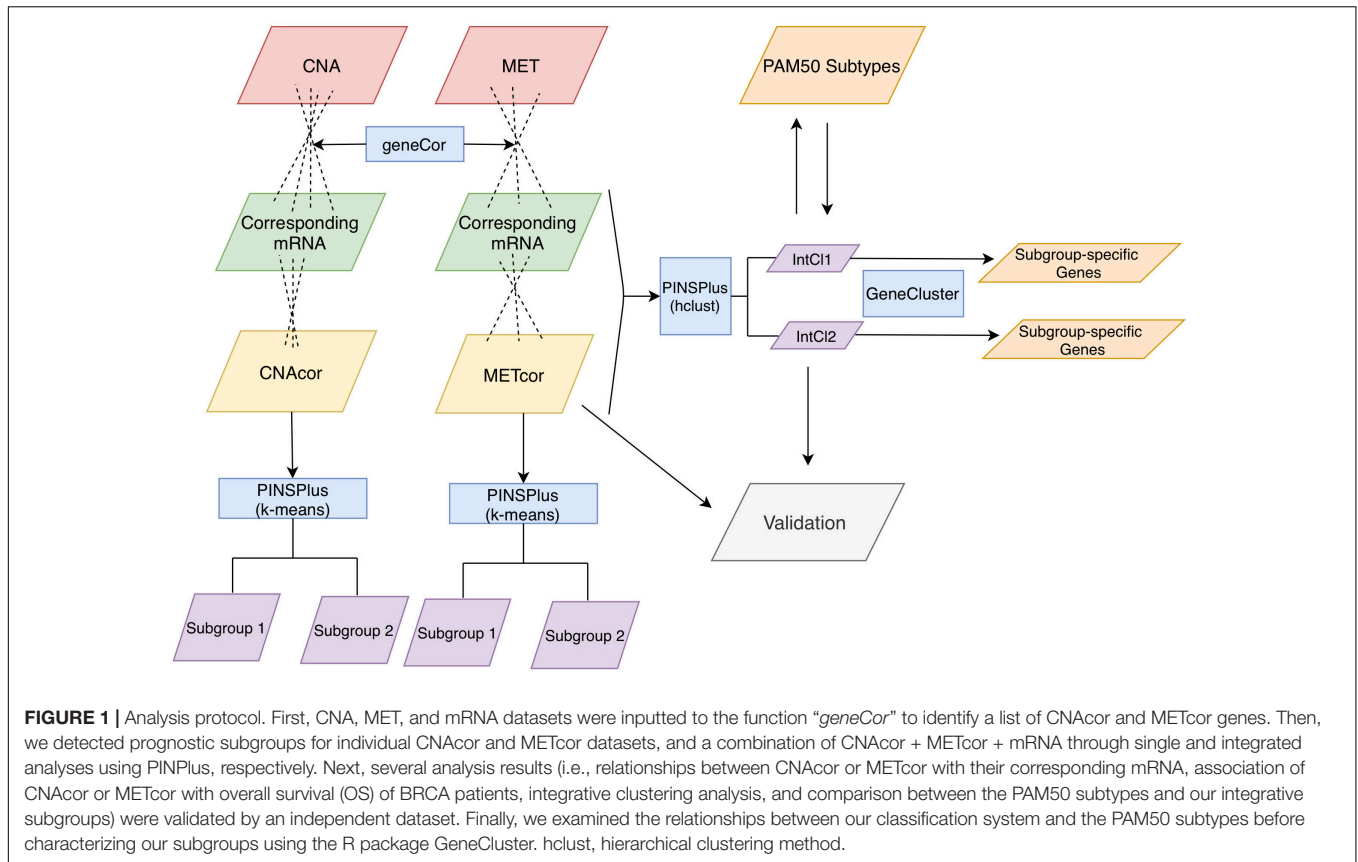 CNA
MET
PAM50 Subtypes
geneCor
Corresponding
mRNA
Corresponding
mRNA
PINSPlus
(hclust)
IntCl1
GeneCluster
IntCl2
Subgroup-specific
Genes
Subgroup-specific
Genes
CNAcor
METcor
PINSPlus
(k-means)
PINSPlus
(k-means)
Validation
Subgroup 1
Subgroup 2
Subgroup 1
Subgroup 2
FIGURE 1 | Analysis protocol. First, CNA, MET, and mRNA datasets were inputted to the function “geneCor” to identify a list of CNAcor and METcor genes. Then,
we detected prognostic subgroups for individual CNAcor and METcor datasets, and a combination of CNAcor + METcor + mRNA through single and integrated
analyses using PINPlus, respectively. Next, several analysis results (i.e., relationships between CNAcor or METcor with their corresponding mRNA, association of
CNAcor or METcor with overall survival (OS) of BRCA patients, integrative clustering analysis, and comparison between the PAM50 subtypes and our integrative
subgroups) were validated by an independent dataset. Finally, we examined the relationships between our classification system and the PAM50 subtypes before
characterizing our subgroups using the R package GeneCluster. hclust, hierarchical clustering method.